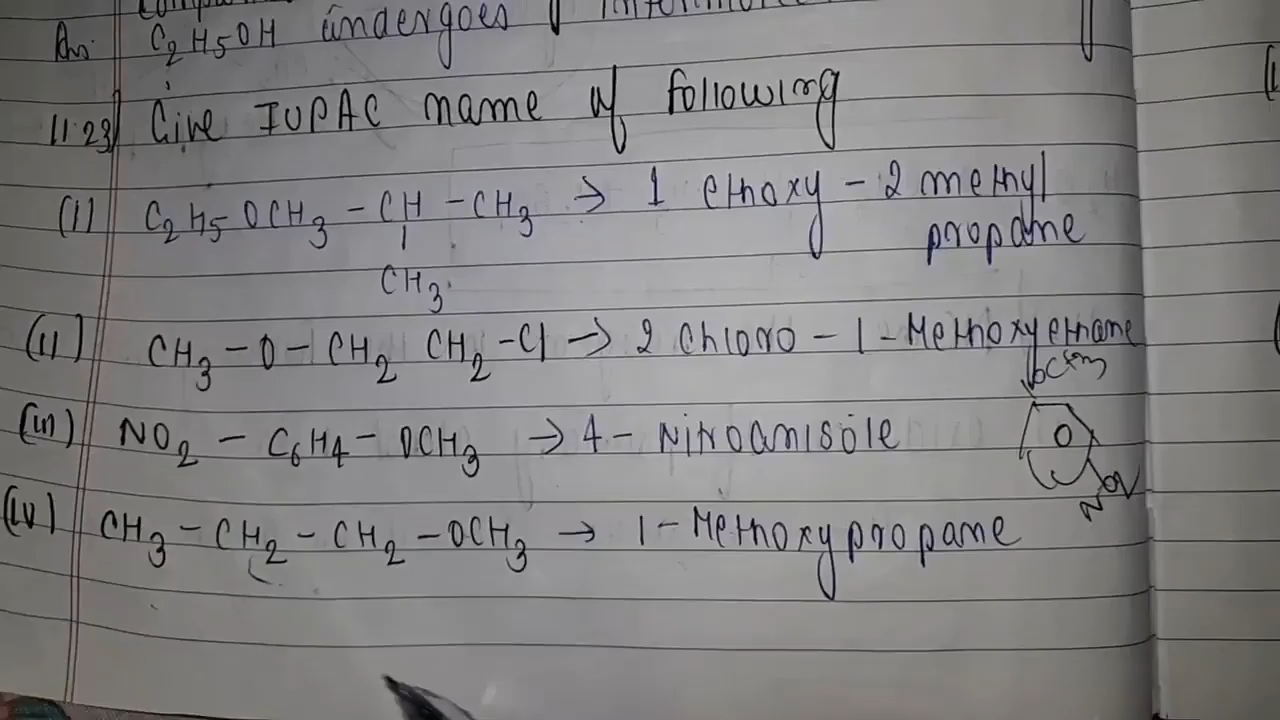 Ans. C2H5OH undergoes
11.23) Give IUPAC name of following
(I) C2H5OCH3 - CH - CH3 → 1 ethoxy - 2 methyl
propane
CH3.
(II) CH3 - O - CH2 CH2 - Cl → 2 Chloro - 1 - Methoxyethane
(III) NO2 - C6H4 - OCH3 → 4 - Nitroanisole
(IV) CH3 - CH2 - CH2 - OCH3 → 1 - Methoxypropane